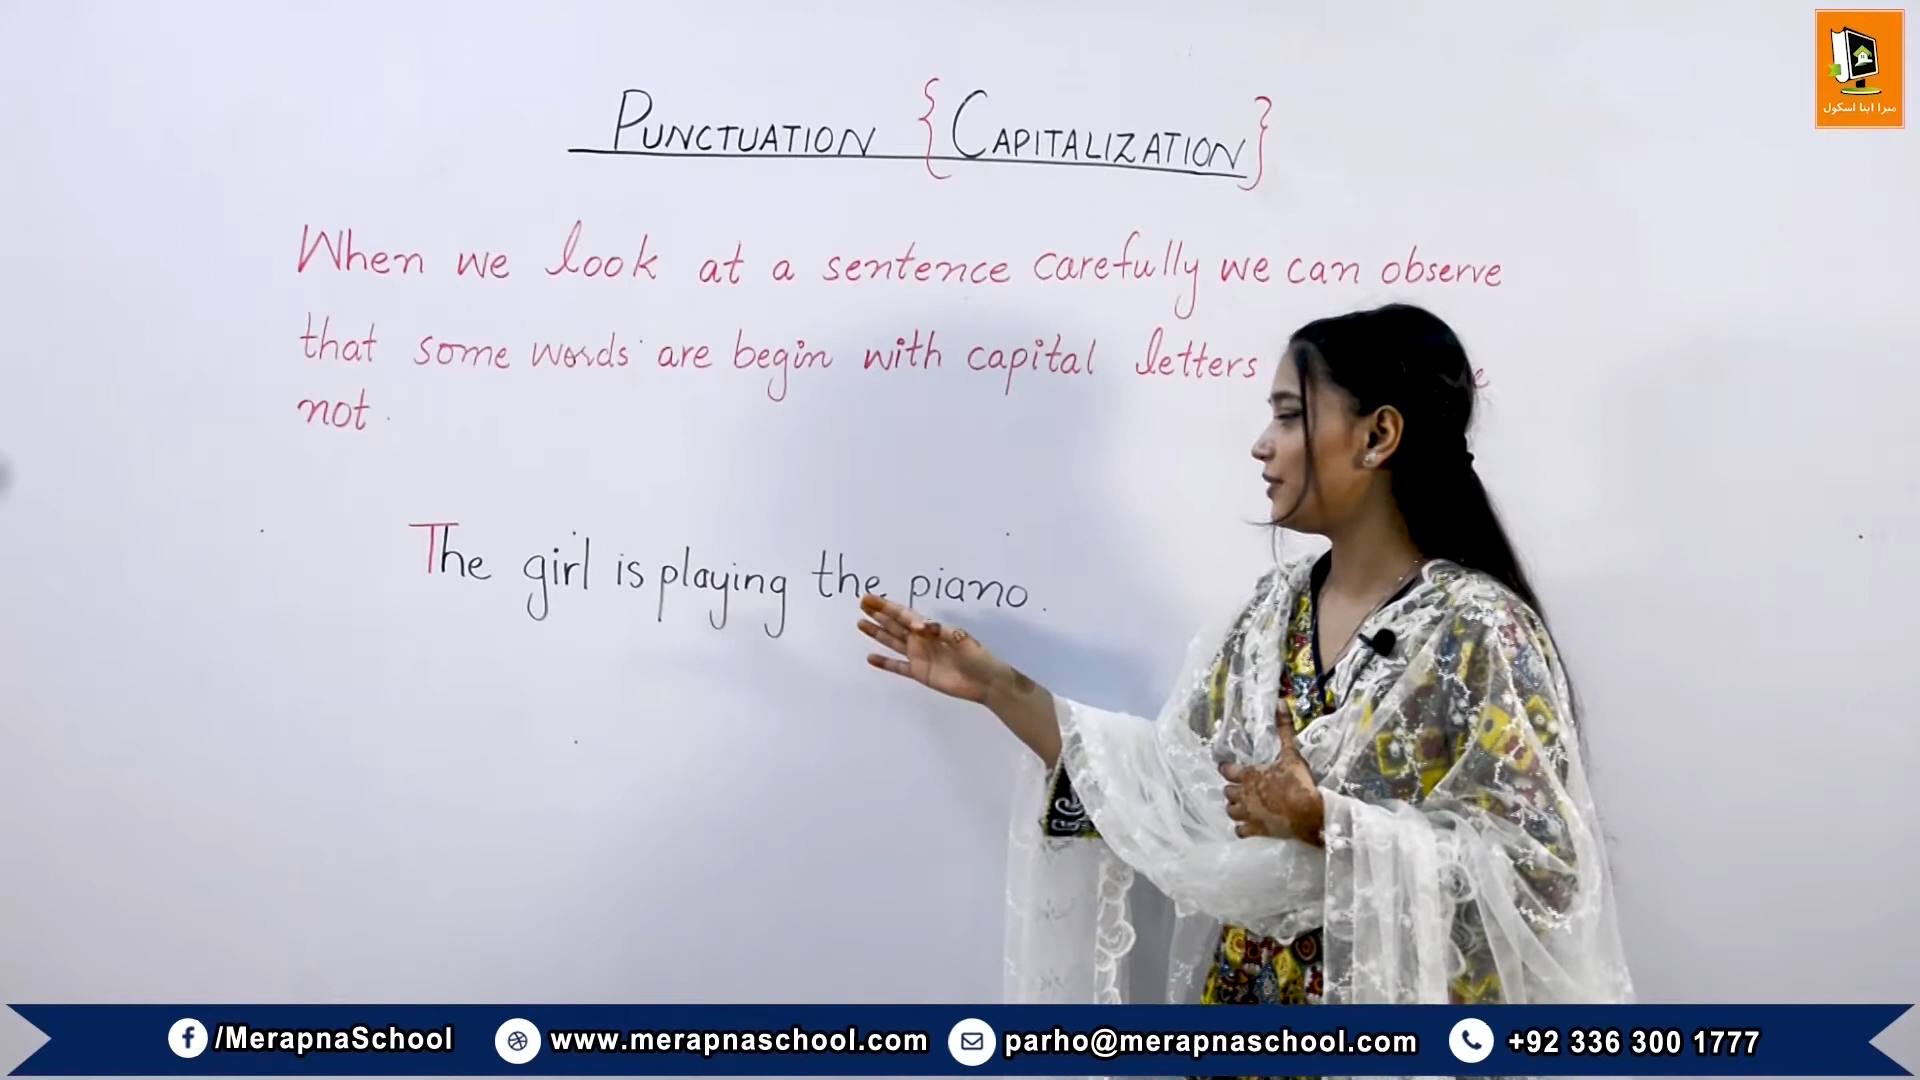 PUNCTUATION {CAPITALIZATION}
When we look at a sentence carefully we can observe
that some words are begin with capital letters
not.
The girl is playing the piano.
میرا اپنا اسکول
/MerapnaSchool www.merapnaschool.com parho@merapnaschool.com +92 336 300 1777